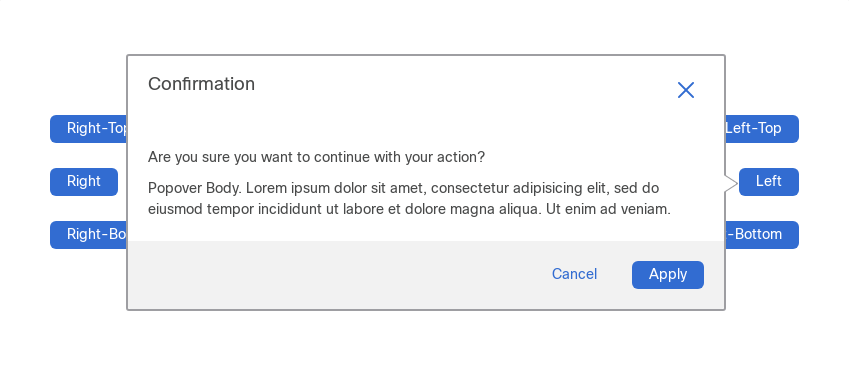 Confirmation
Right-Top
Left-Top
Are you sure you want to continue with your action?
Right
Left
Popover Body. Lorem ipsum dolor sit amet, consectetur adipisicing elit, sed do
eiusmod tempor incididunt ut labore et dolore magna aliqua. Ut enim ad veniam.
Right-Bo
-Bottom
Cancel
Apply